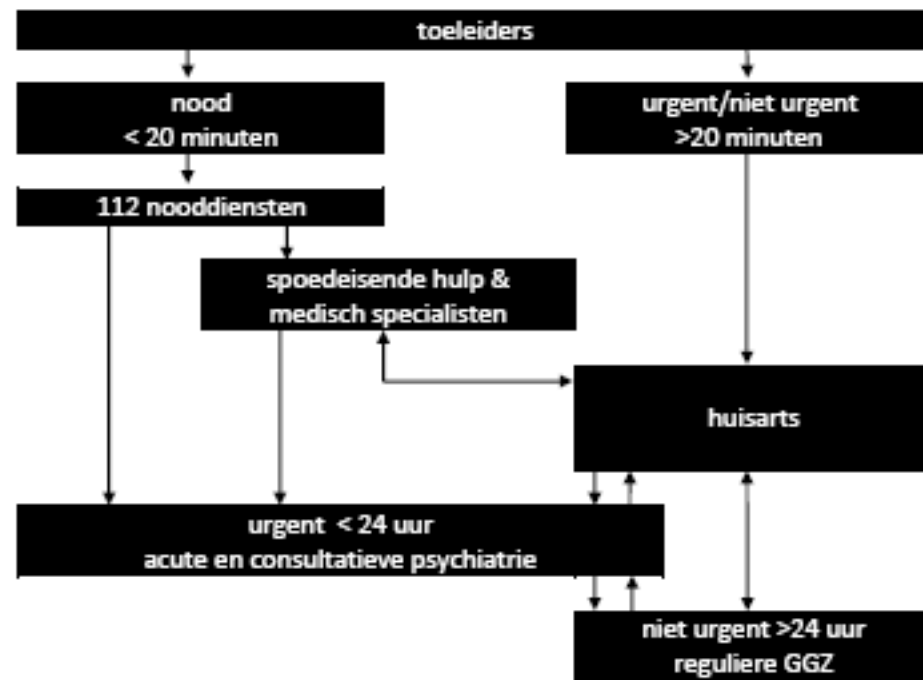 toeleiders
nood
< 20 minuten
urgent/niet urgent
>20 minuten
112 nooddiensten
spoedeisende hulp &
medisch specialisten
huisarts
urgent < 24 uur
acute en consultatieve psychiatrie
niet urgent >24 uur
reguliere GGZ